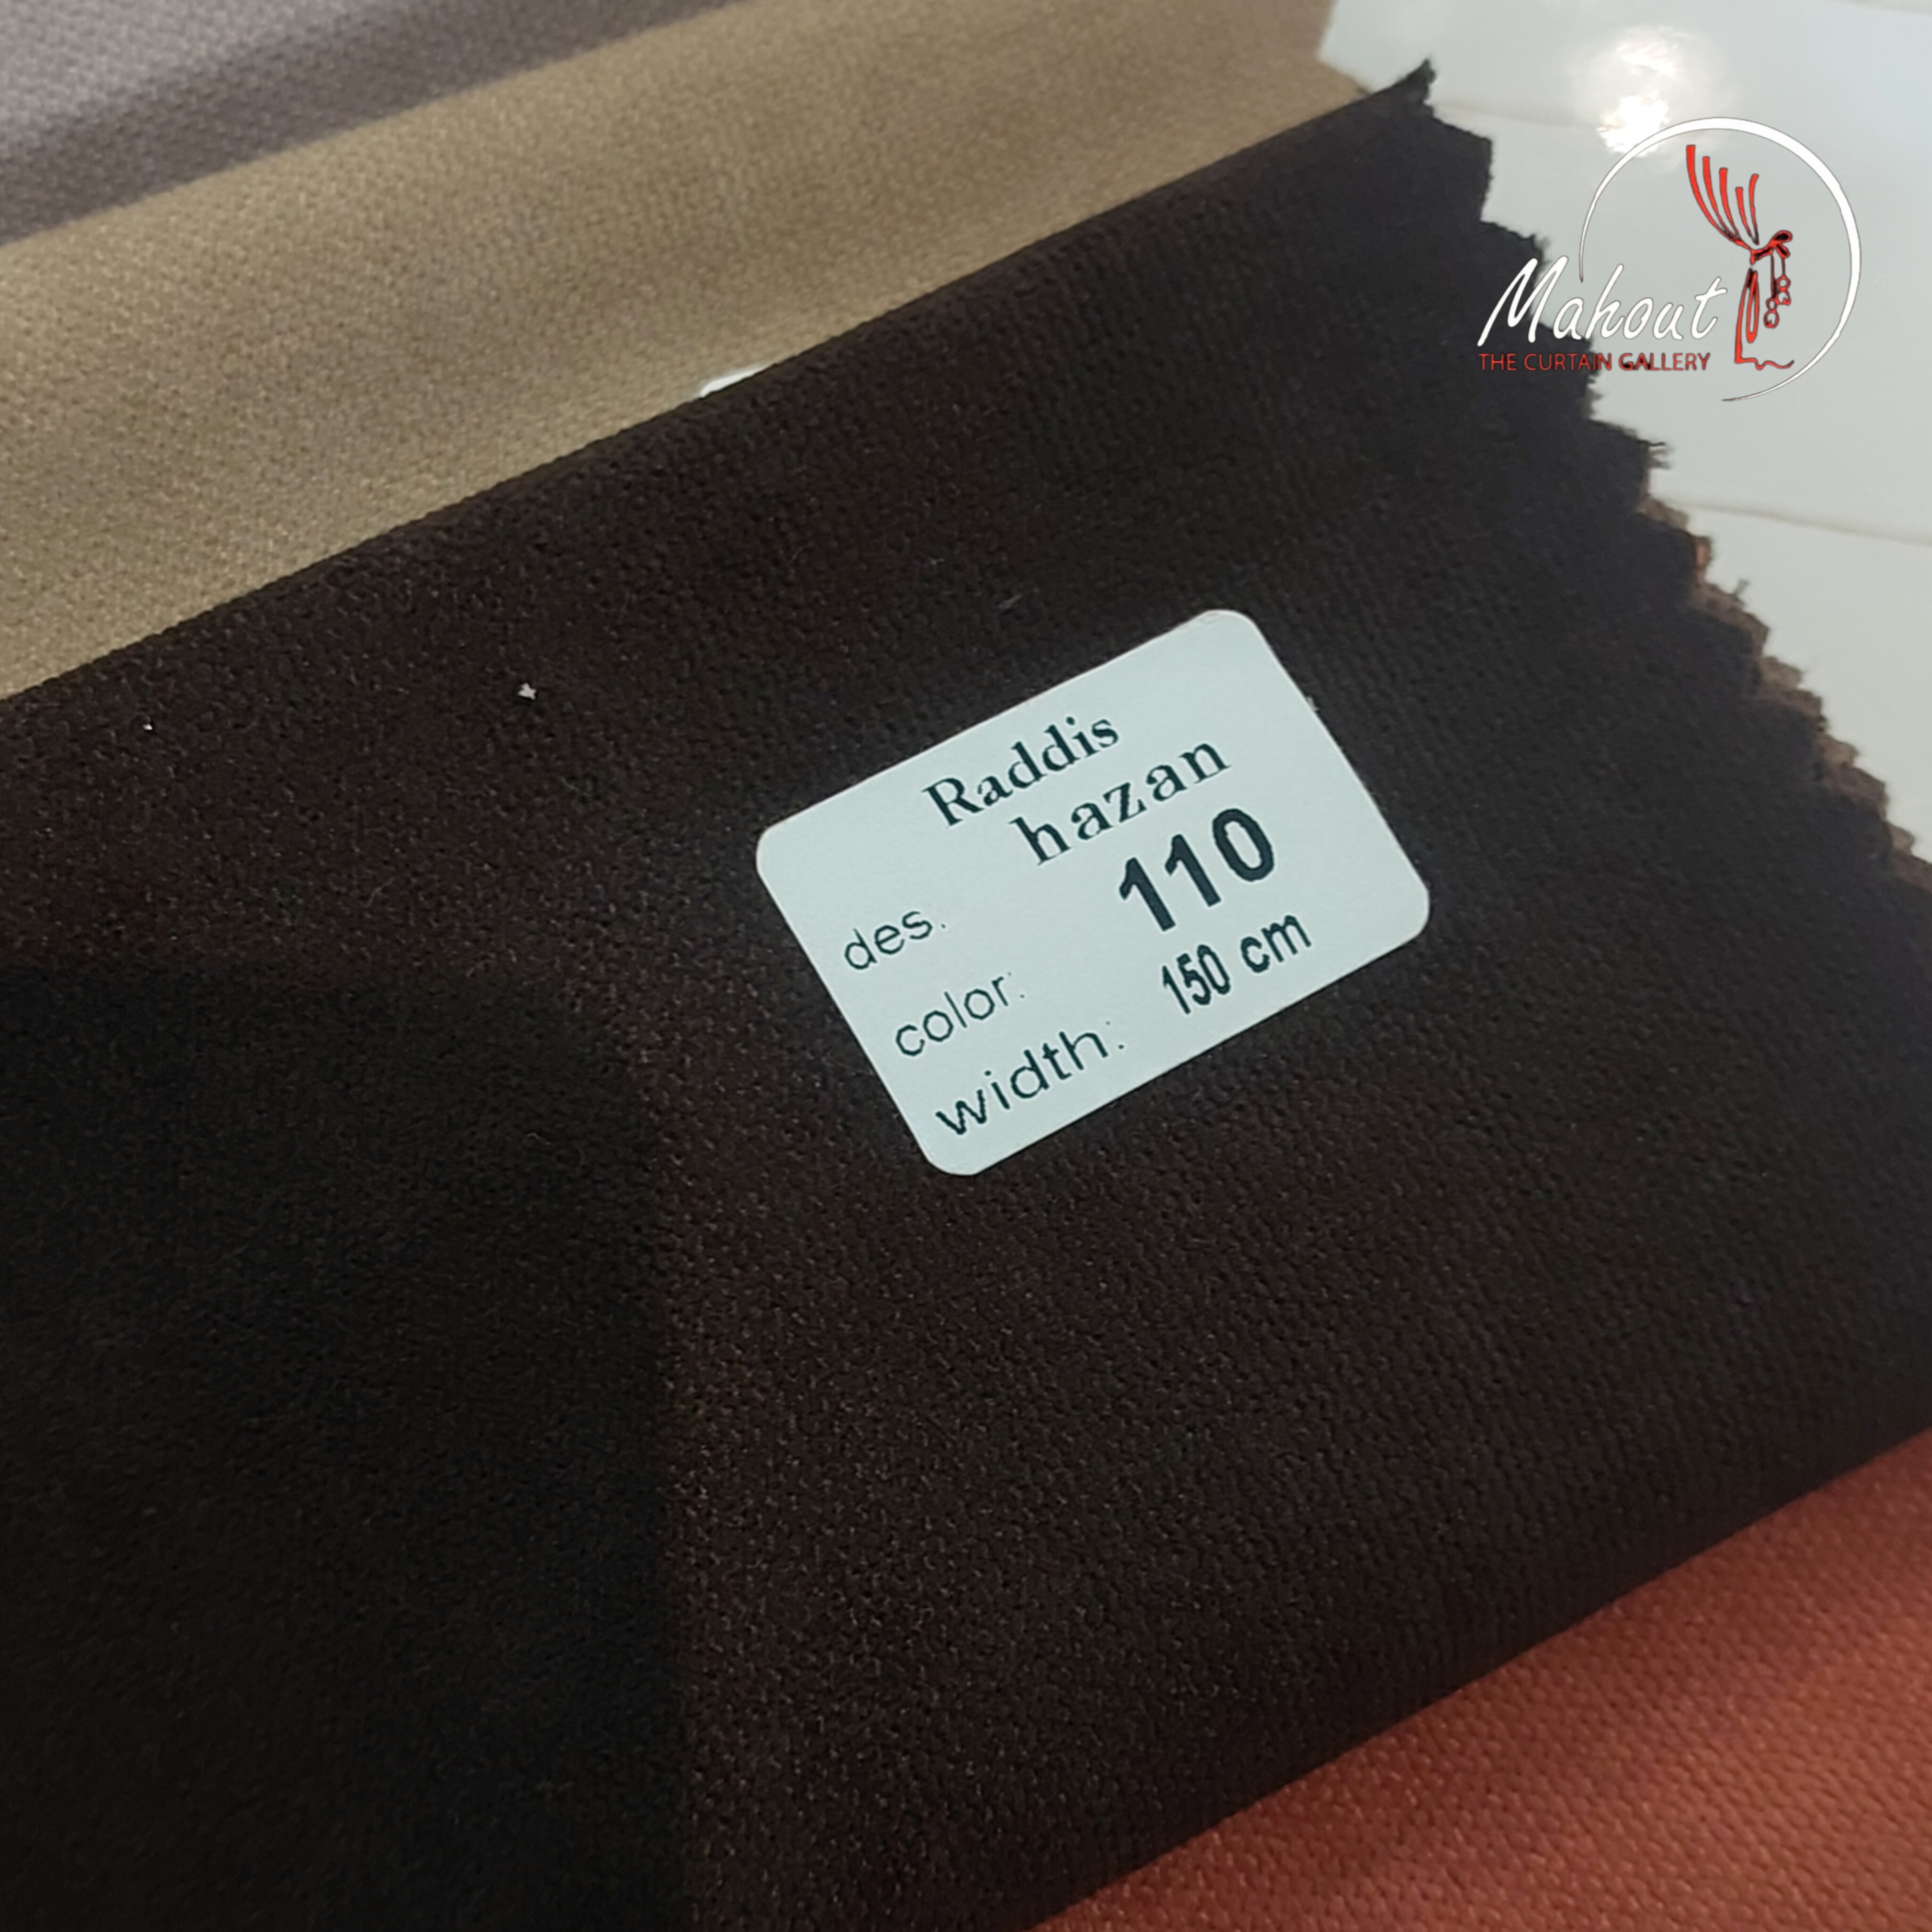 Mahout
THE CURTAIN GALLERY
Raddis
des. hazan
color: 110
width: 150 cm